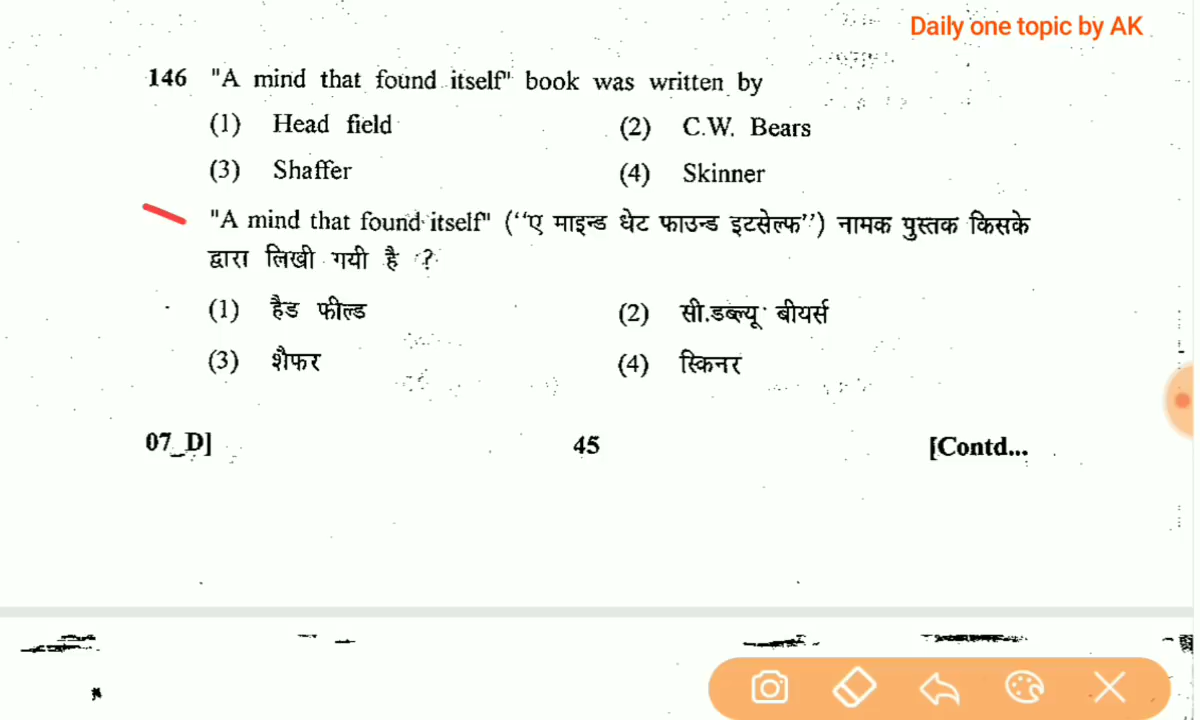 Daily one topic by AK
146 "A mind that found itself" book was written by
(1) Head field (2) C.W. Bears
(3) Shaffer (4) Skinner
"A mind that found itself" (‘‘ए माइन्ड थेट फाउन्ड इटसेल्फ’’) नामक पुस्तक किसके
द्वारा लिखी गयी है ?
(1) हैड फील्ड (2) सी.डब्ल्यू बीयर्स
(3) शैफर (4) स्किनर
07_D] 45 [Contd...